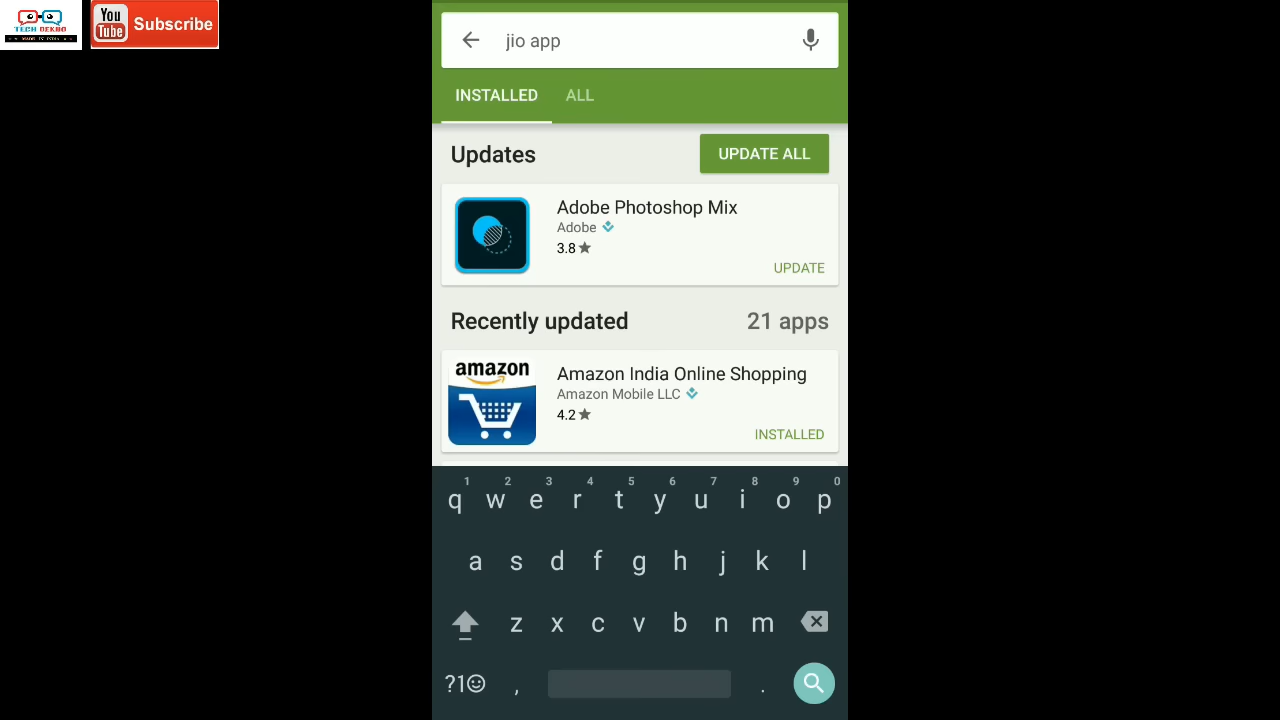 TECH DEKHO
You
Tube
Subscribe
jio app
INSTALLED ALL
Updates UPDATE ALL
Adobe Photoshop Mix
Adobe
3.8
UPDATE
Recently updated 21 apps
amazon
Amazon India Online Shopping
Amazon Mobile LLC
4.2
INSTALLED
1 2 3 4 5 6 7 8 9 0
q w e r t y u i o p
a s d f g h j k l
z x c v b n m
?1 , .